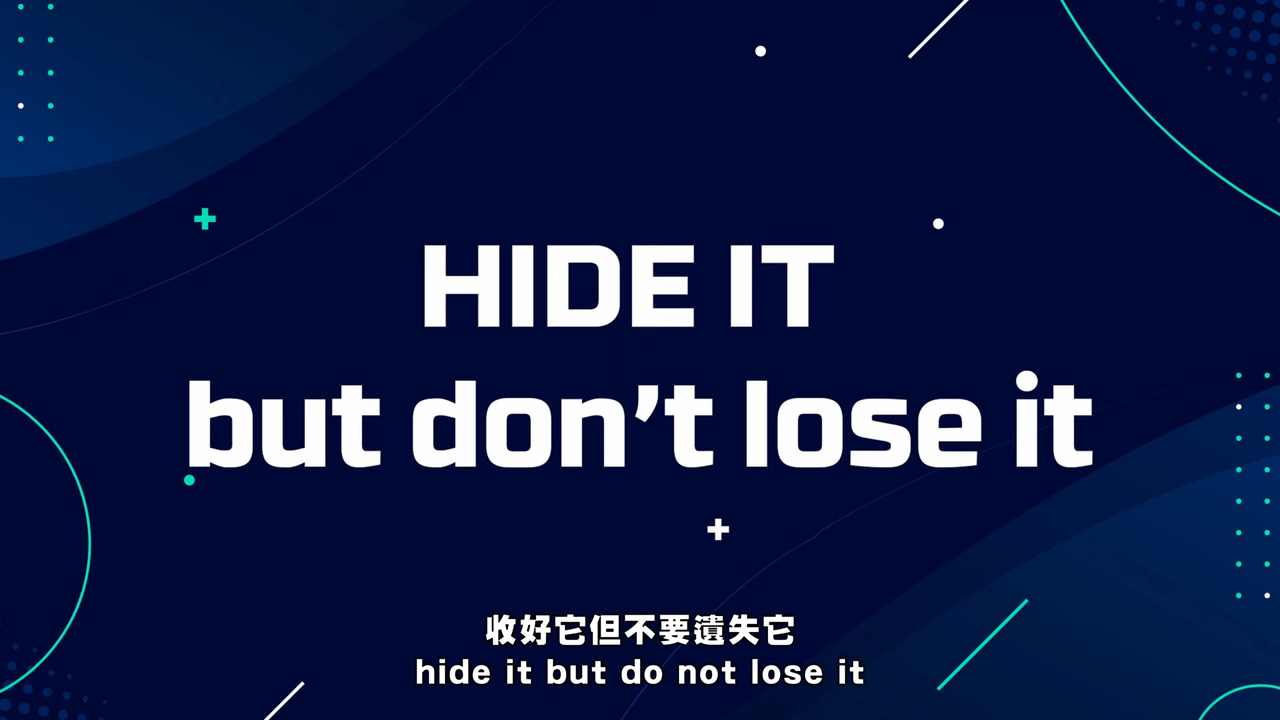 HIDE IT
but don’t lose it
收好它但不要遺失它
hide it but do not lose it